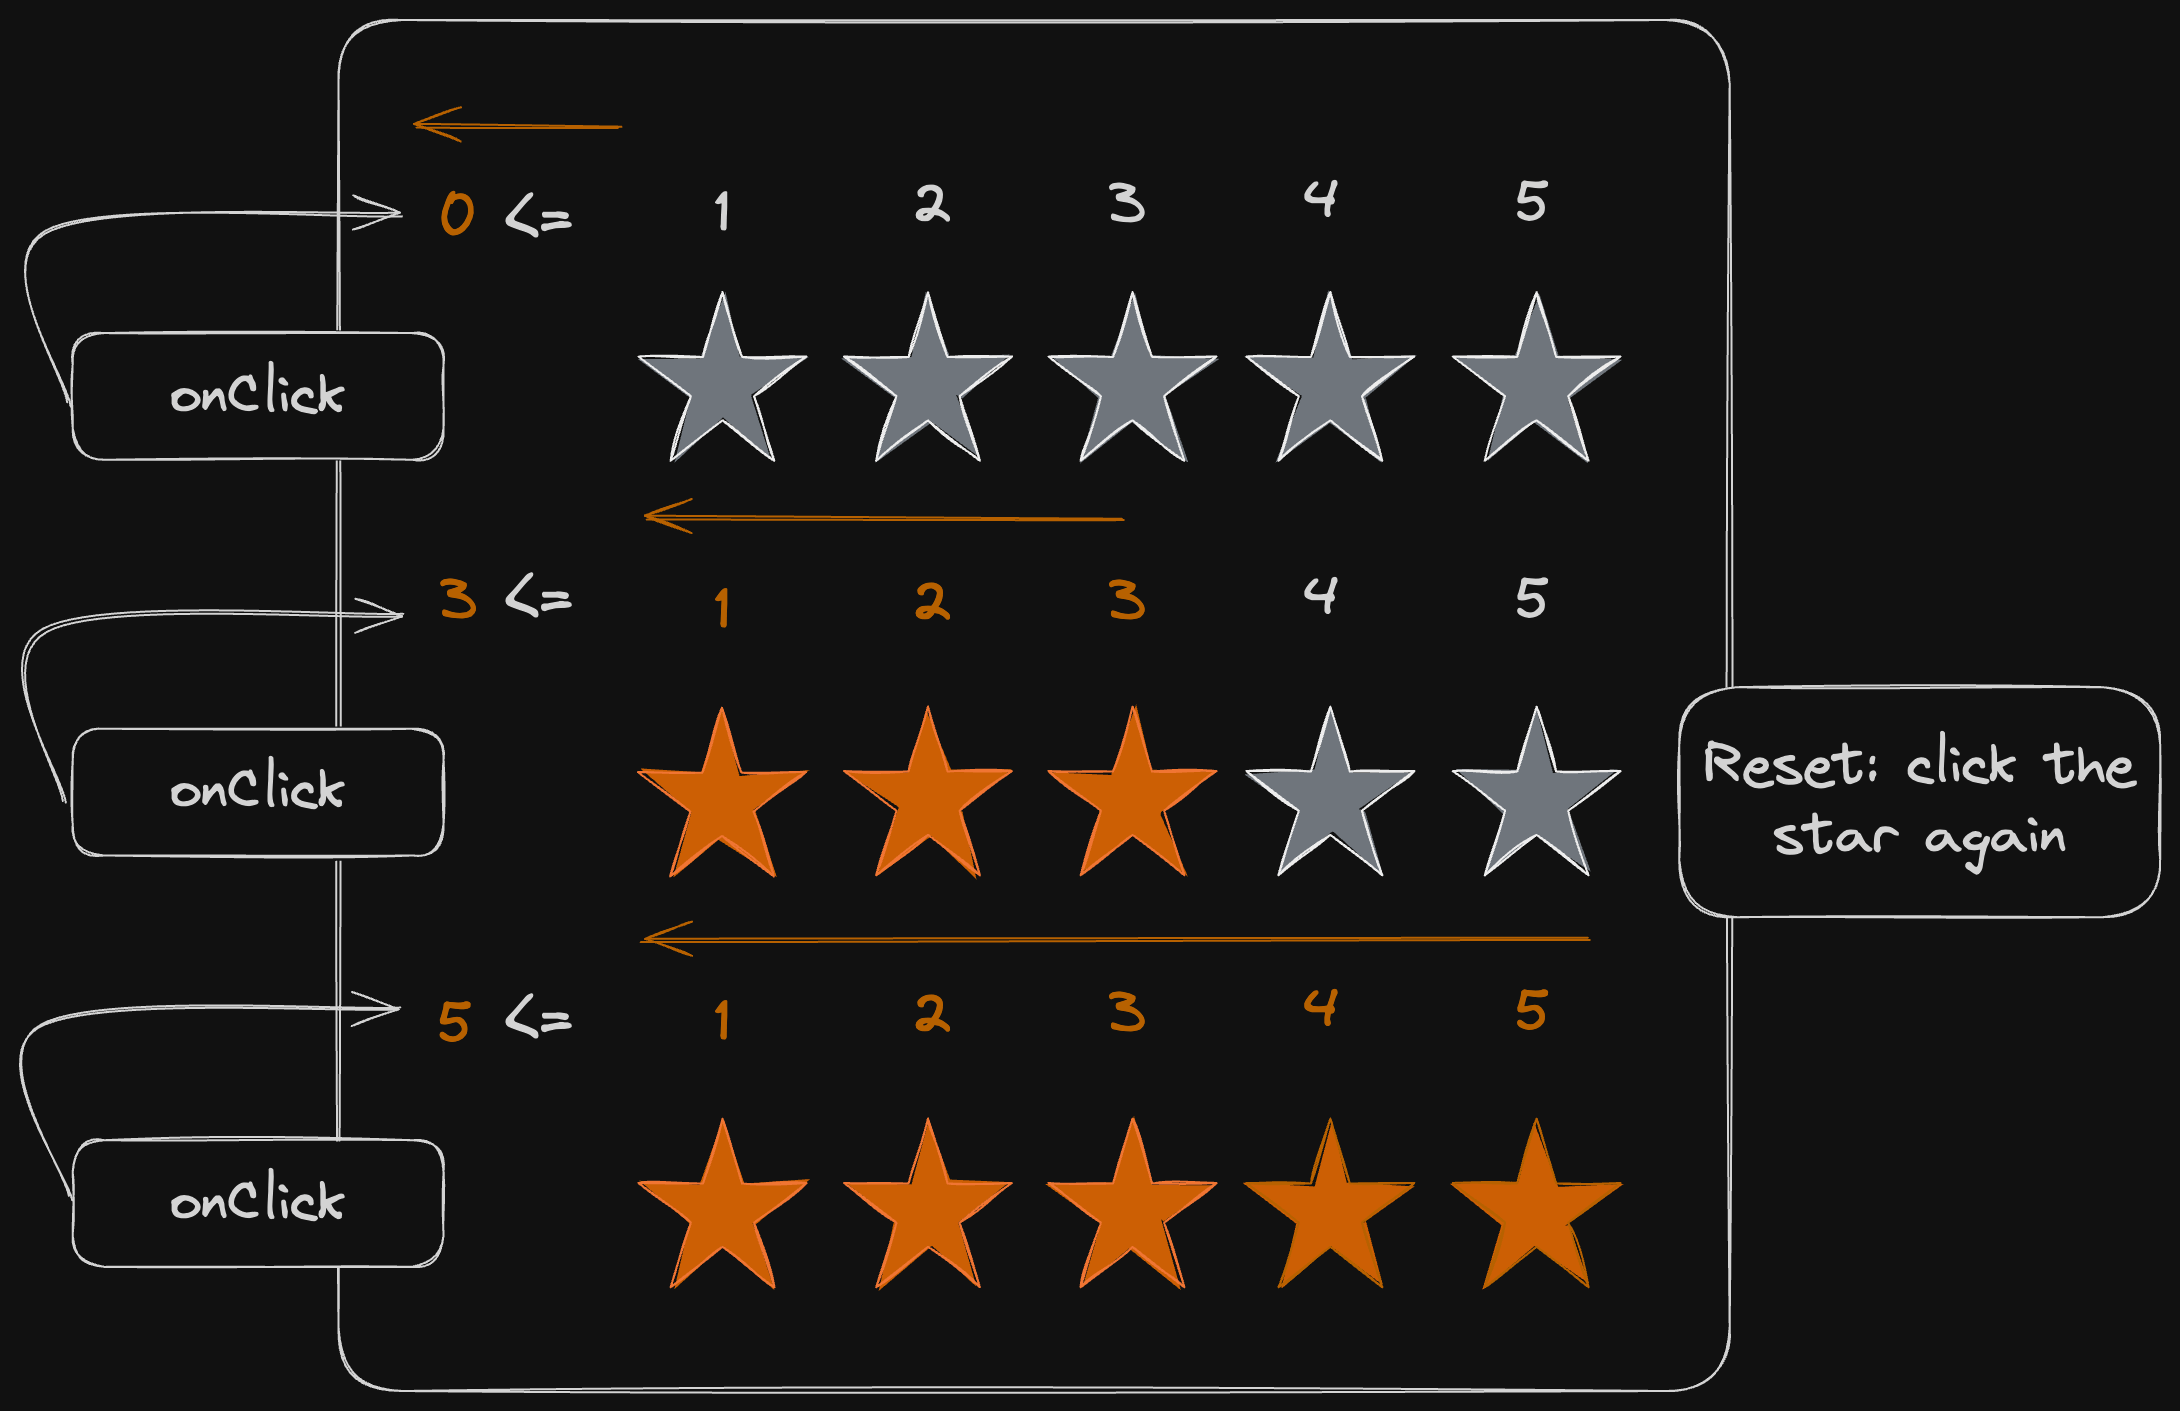 0 <= 1 2 3 4 5
onClick
3 <= 1 2 3 4 5
onClick
Reset: click the
star again
5 <= 1 2 3 4 5
onClick